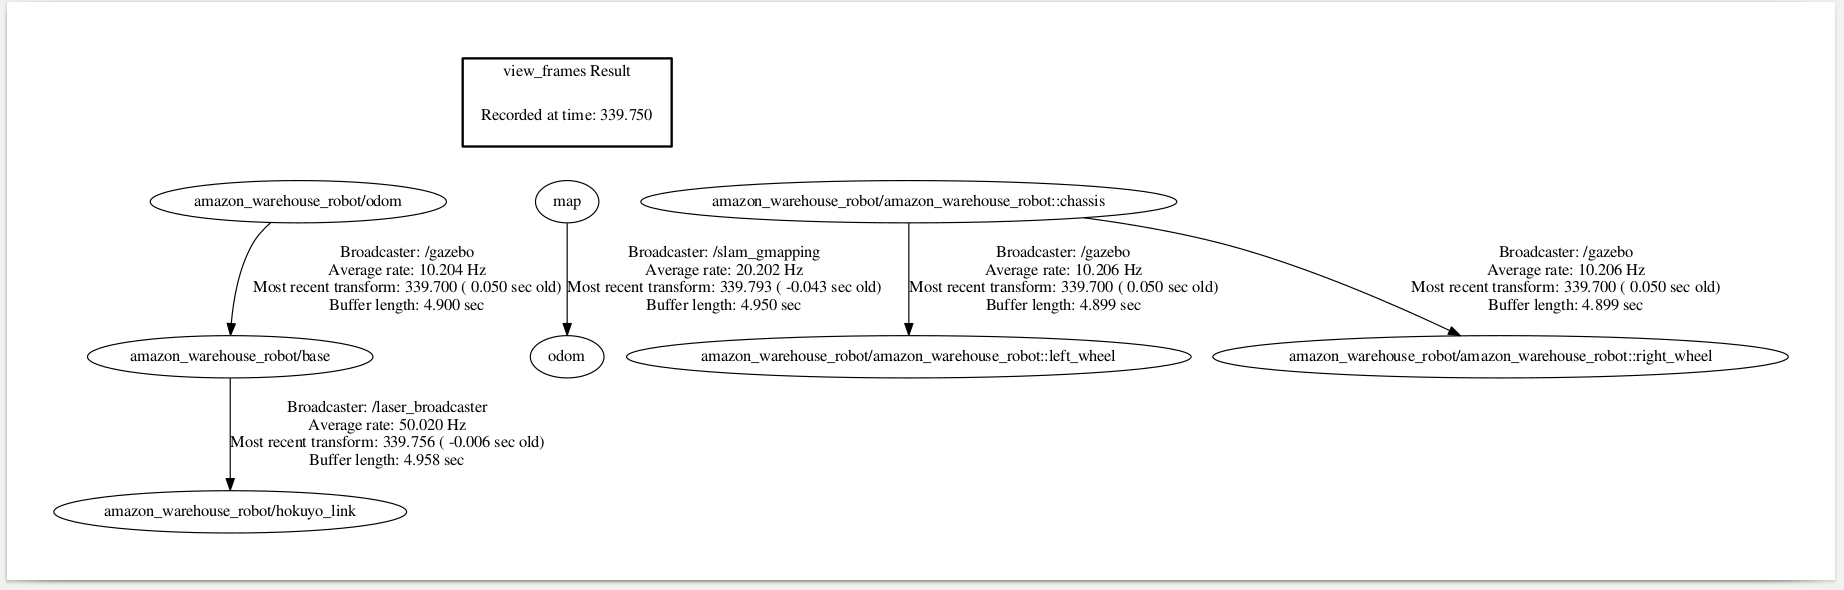 view_frames Result
Recorded at time: 339.750
amazon_warehouse_robot/odom
map
amazon_warehouse_robot/amazon_warehouse_robot::chassis
Broadcaster: /gazebo
Average rate: 10.204 Hz
Most recent transform: 339.700 ( 0.050 sec old)
Buffer length: 4.900 sec
Broadcaster: /slam_gmapping
Average rate: 20.202 Hz
Most recent transform: 339.793 ( -0.043 sec old)
Buffer length: 4.950 sec
Broadcaster: /gazebo
Average rate: 10.206 Hz
Most recent transform: 339.700 ( 0.050 sec old)
Buffer length: 4.899 sec
Broadcaster: /gazebo
Average rate: 10.206 Hz
Most recent transform: 339.700 ( 0.050 sec old)
Buffer length: 4.899 sec
amazon_warehouse_robot/base
odom
amazon_warehouse_robot/amazon_warehouse_robot::left_wheel
amazon_warehouse_robot/amazon_warehouse_robot::right_wheel
Broadcaster: /laser_broadcaster
Average rate: 50.020 Hz
Most recent transform: 339.756 ( -0.006 sec old)
Buffer length: 4.958 sec
amazon_warehouse_robot/hokuyo_link